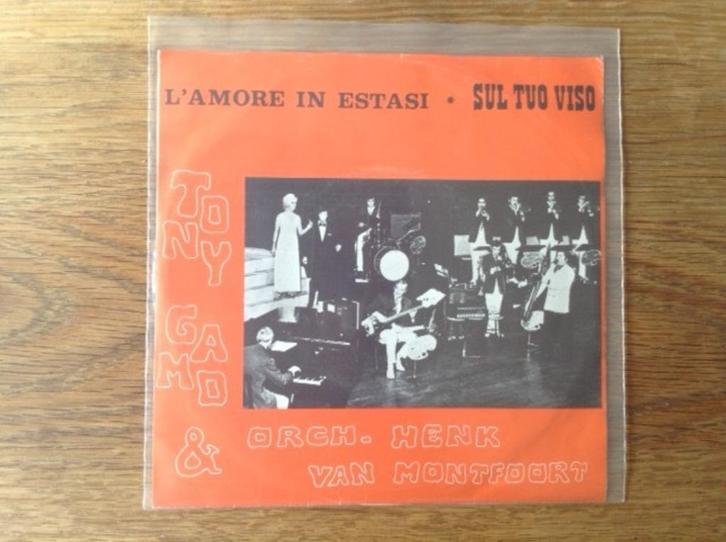 L'AMORE IN ESTASI • SUL TUO VISO
TONY
GAMO
& ORCH. HENK
VAN MONTFOORT